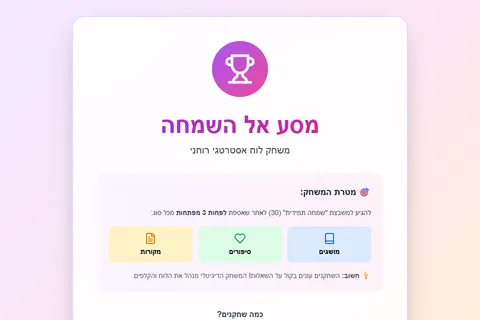 מסע אל השמחה
משחק לוח אסטרטגי רוחני
🎯 מטרת המשחק:
להגיע למשבצת "שמחה תמידית" (30) לאחר שאספת לפחות 3 מפתחות מכל סוג:
מושגים
סיפורים
מקורות
💡 חשוב: השחקנים עונים בקול על השאלות! המשחק הדיגיטלי מנהל את הלוח והקלפים.
כמה שחקנים?